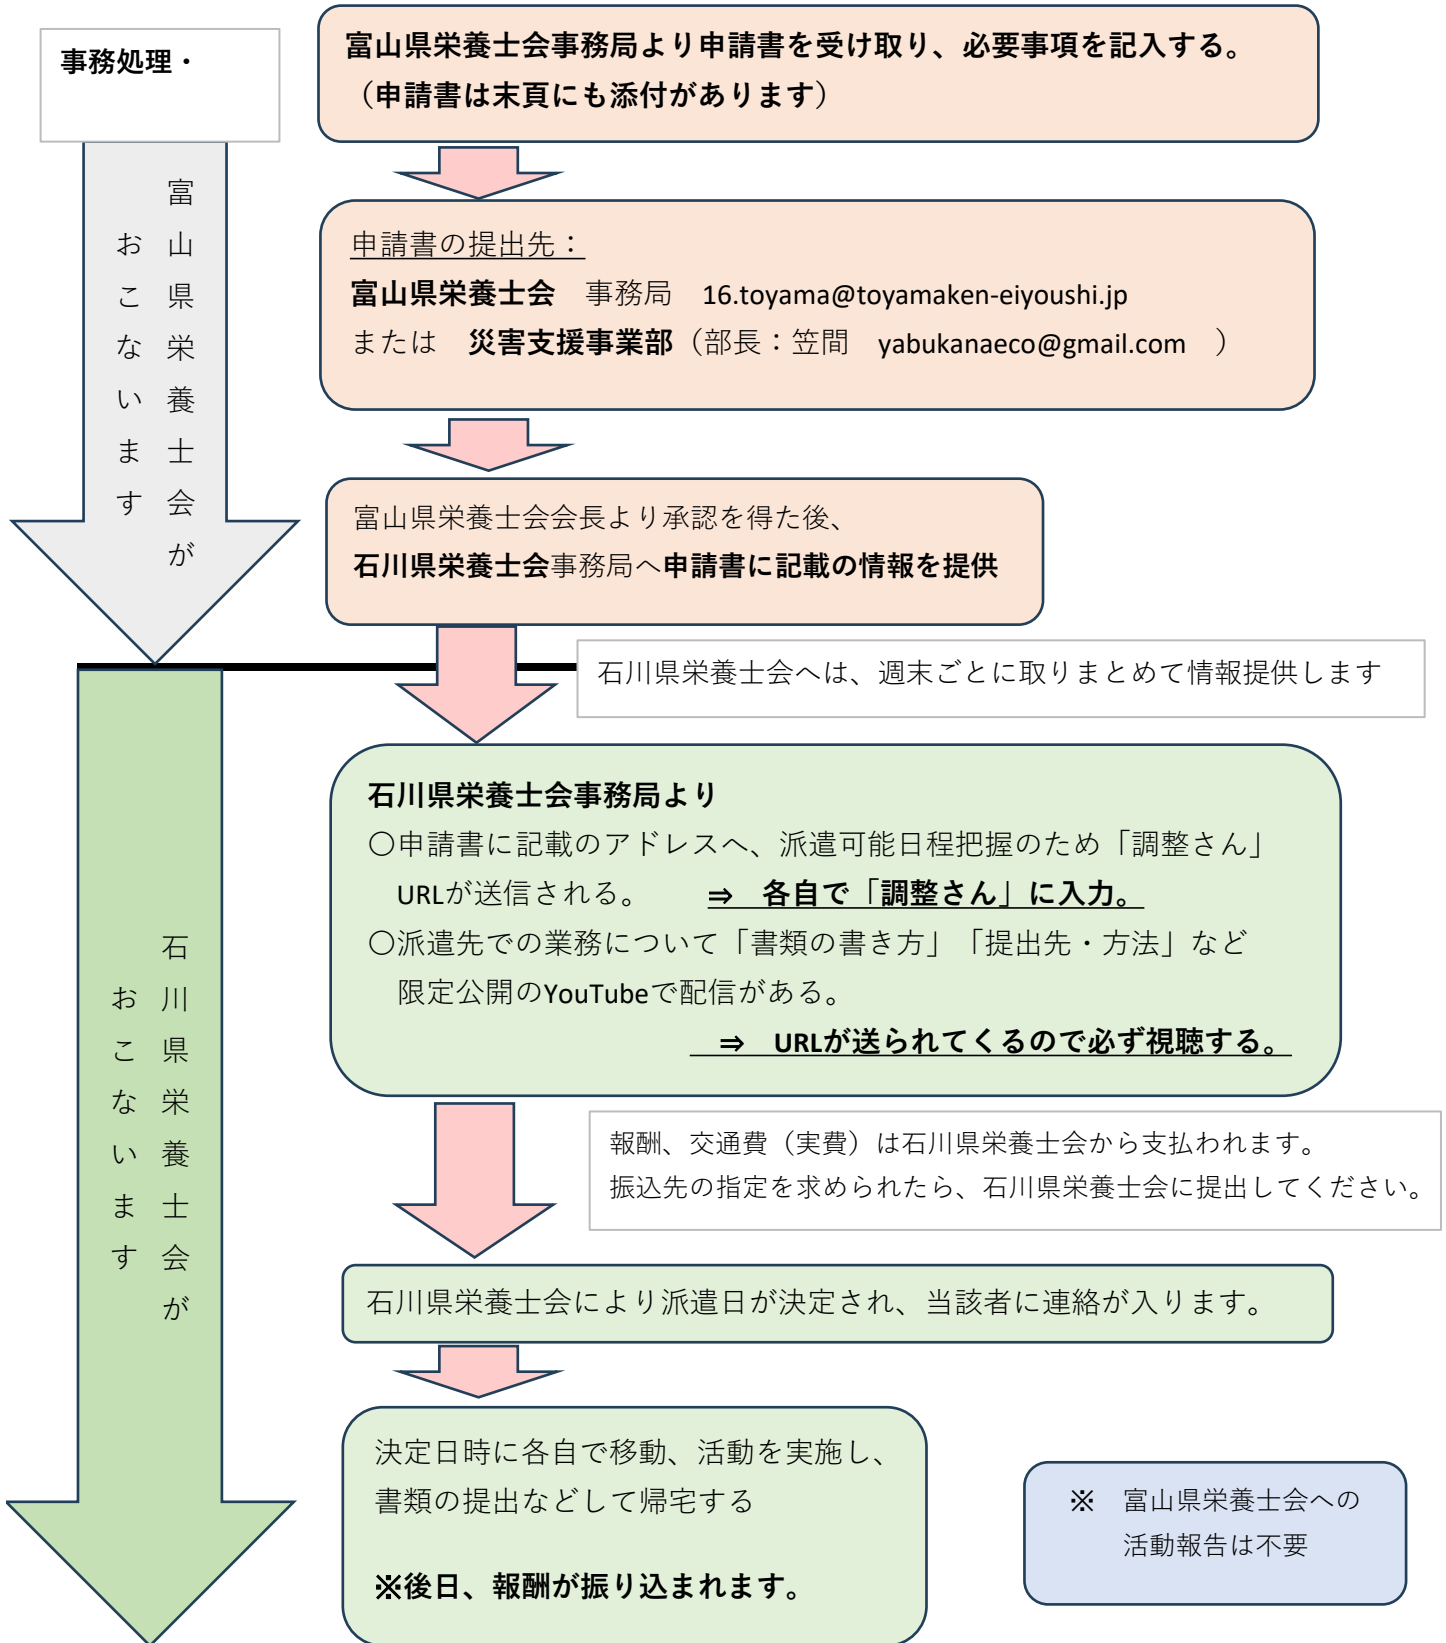 事務処理・
富山県栄養士会事務局より申請書を受け取り、必要事項を記入する。
（申請書は末頁にも添付があります）
富山県栄養士会が
おこないます
申請書の提出先：
富山県栄養士会　事務局　16.toyama@toyamaken-eiyoushi.jp
または　災害支援事業部（部長：笠間　yabukanaeco@gmail.com　）
富山県栄養士会会長より承認を得た後、
石川県栄養士会事務局へ申請書に記載の情報を提供
石川県栄養士会へは、週末ごとに取りまとめて情報提供します
石川県栄養士会が
おこないます
石川県栄養士会事務局より
〇申請書に記載のアドレスへ、派遣可能日程把握のため「調整さん」
URLが送信される。　⇒　各自で「調整さん」に入力。
〇派遣先での業務について「書類の書き方」「提出先・方法」など
限定公開のYouTubeで配信がある。
⇒　URLが送られてくるので必ず視聴する。
報酬、交通費（実費）は石川県栄養士会から支払われます。
振込先の指定を求められたら、石川県栄養士会に提出してください。
石川県栄養士会により派遣日が決定され、当該者に連絡が入ります。
決定日時に各自で移動、活動を実施し、
書類の提出などして帰宅する
※後日、報酬が振り込まれます。
※　富山県栄養士会への
活動報告は不要